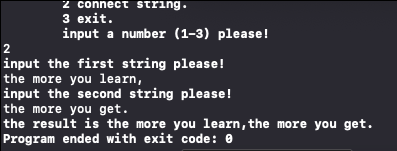 2 connect string.
3 exit.
input a number (1-3) please!
2
input the first string please!
the more you learn,
input the second string please!
the more you get.
the result is the more you learn,the more you get.
Program ended with exit code: 0